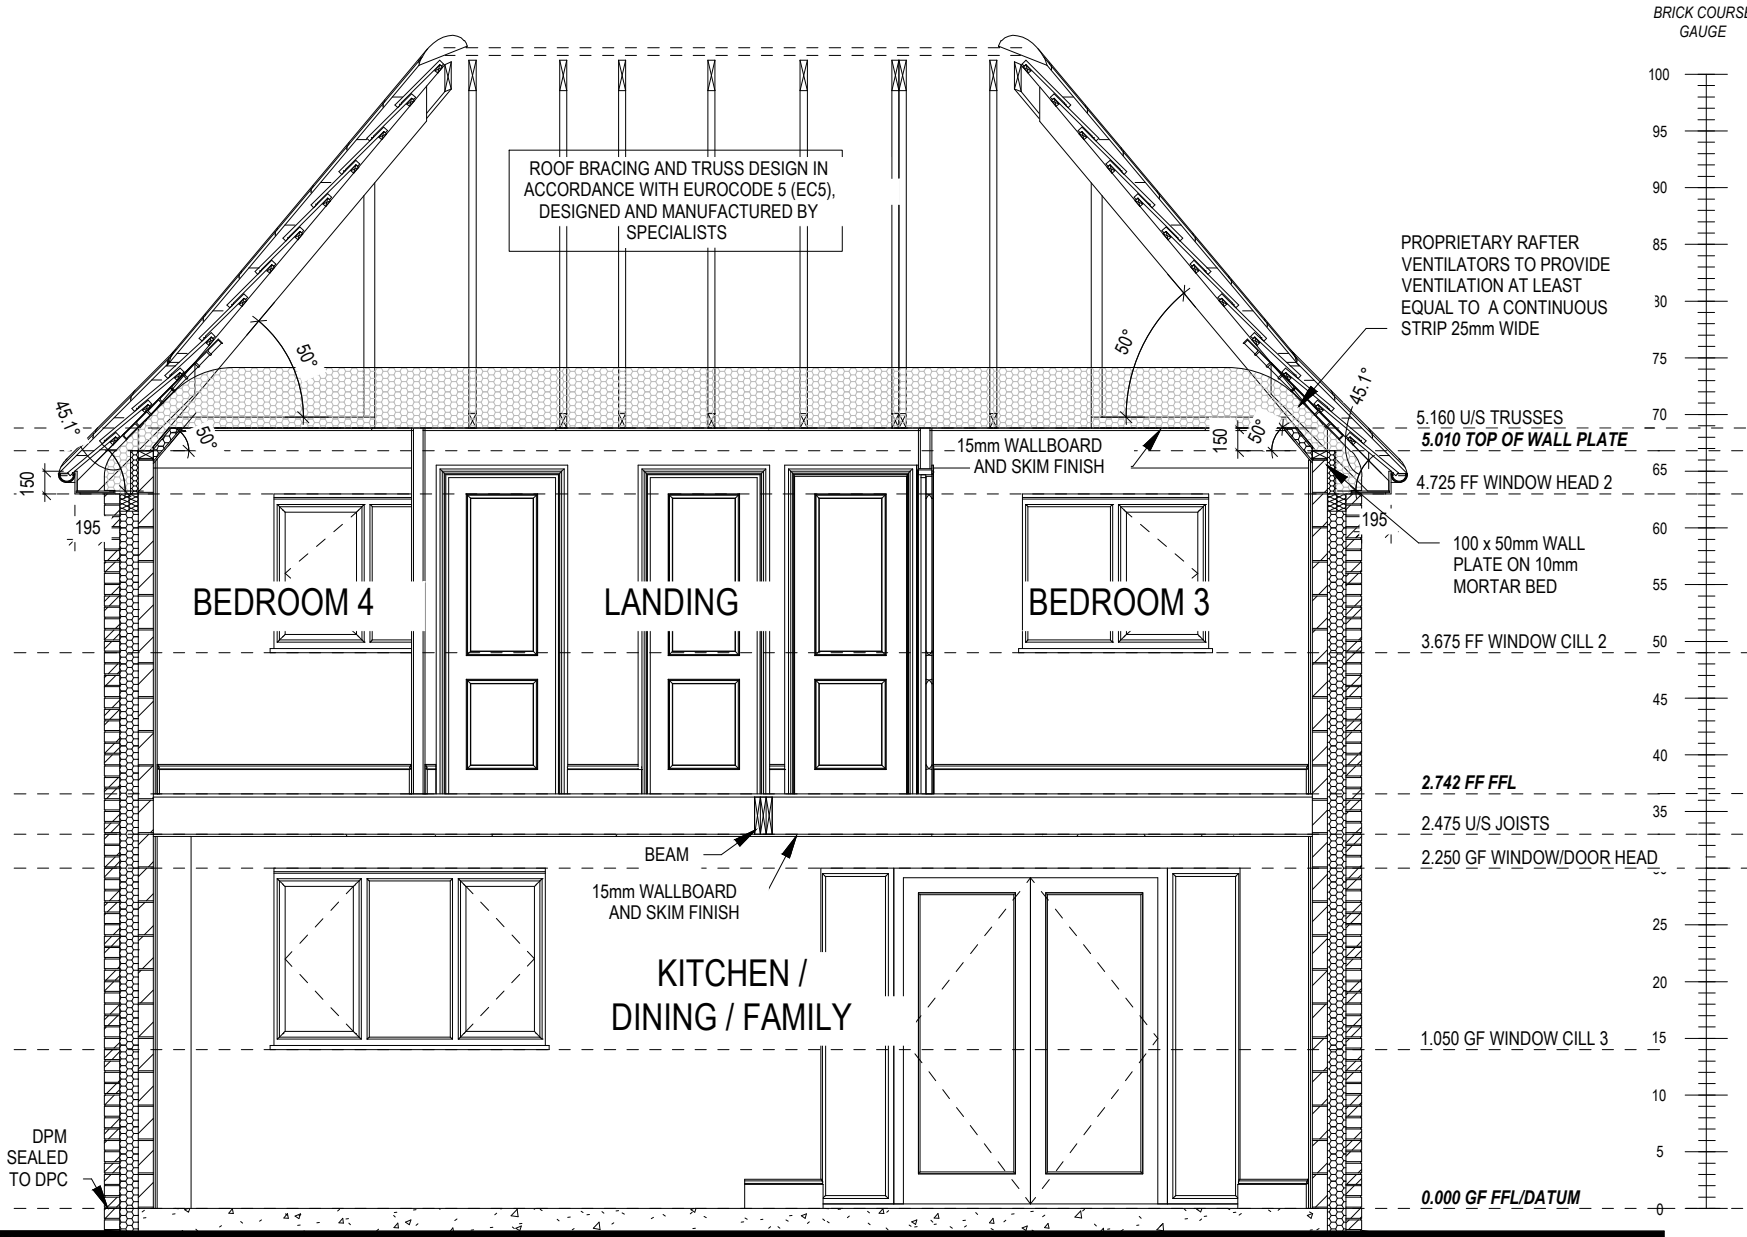 BRICK COURSE
GAUGE
100
95
90
85
80
75
70
65
60
55
50
45
40
35
25
20
15
10
5
0
ROOF BRACING AND TRUSS DESIGN IN
ACCORDANCE WITH EUROCODE 5 (EC5),
DESIGNED AND MANUFACTURED BY
SPECIALISTS
PROPRIETARY RAFTER
VENTILATORS TO PROVIDE
VENTILATION AT LEAST
EQUAL TO A CONTINUOUS
STRIP 25mm WIDE
50°
50°
45.1°
45.1°
50°
50°
150
150
195
195
15mm WALLBOARD
AND SKIM FINISH
5.160 U/S TRUSSES
5.010 TOP OF WALL PLATE
4.725 FF WINDOW HEAD 2
100 x 50mm WALL
PLATE ON 10mm
MORTAR BED
BEDROOM 4
LANDING
BEDROOM 3
3.675 FF WINDOW CILL 2
2.742 FF FFL
2.475 U/S JOISTS
2.250 GF WINDOW/DOOR HEAD
BEAM
15mm WALLBOARD
AND SKIM FINISH
KITCHEN /
DINING / FAMILY
1.050 GF WINDOW CILL 3
DPM
SEALED
TO DPC
0.000 GF FFL/DATUM